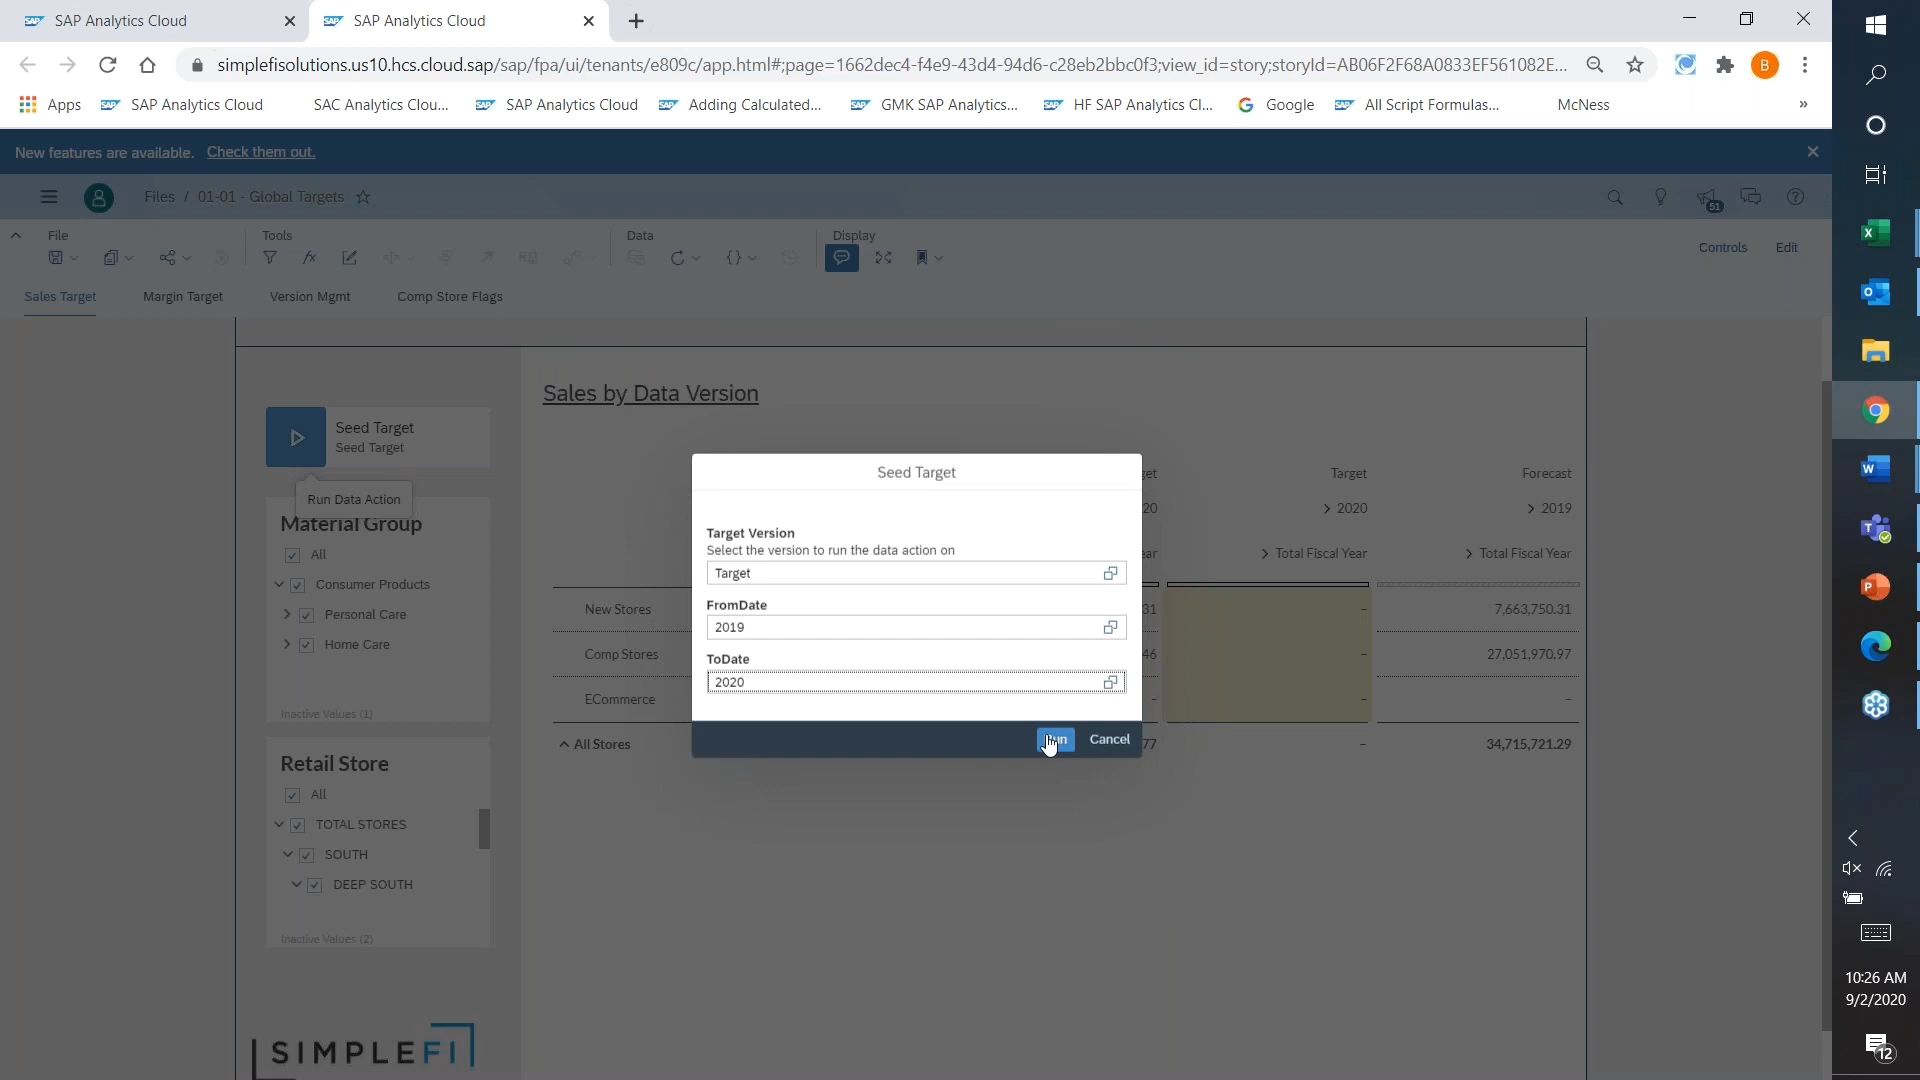 SAP Analytics Cloud
SAP Analytics Cloud
simplefisolutions.us10.hcs.cloud.sap/sap/fpa/ui/tenants/e809c/app.html#;page=1662dec4-f4e9-43d4-94d6-c28eb2bbc0f3;view_id=story;storyId=AB06F2F68A0833EF561082E...
B
Apps SAP Analytics Cloud SAC Analytics Clou... SAP Analytics Cloud Adding Calculated... GMK SAP Analytics... HF SAP Analytics Cl... Google All Script Formulas... McNess »
New features are available. Check them out.
Files / 01-01 - Global Targets
51
File Tools Data Display
Controls Edit
Sales Target Margin Target Version Mgmt Comp Store Flags
Sales by Data Version
Seed Target
Seed Target
Run Data Action
Material Group
All
Consumer Products
Personal Care
Home Care
Inactive Values (1)
Retail Store
All
TOTAL STORES
SOUTH
DEEP SOUTH
Inactive Values (2)
SIMPLEFI
Target Forecast
> 2020 > 2019
> Total Fiscal Year > Total Fiscal Year
New Stores 31 - 7,663,750.31
Comp Stores 46 - 27,051,970.97
ECommerce - - -
All Stores 77 - 34,715,721.29
Seed Target
Target Version
Select the version to run the data action on
Target
FromDate
2019
ToDate
2020
Cancel
10:26 AM
9/2/2020
12